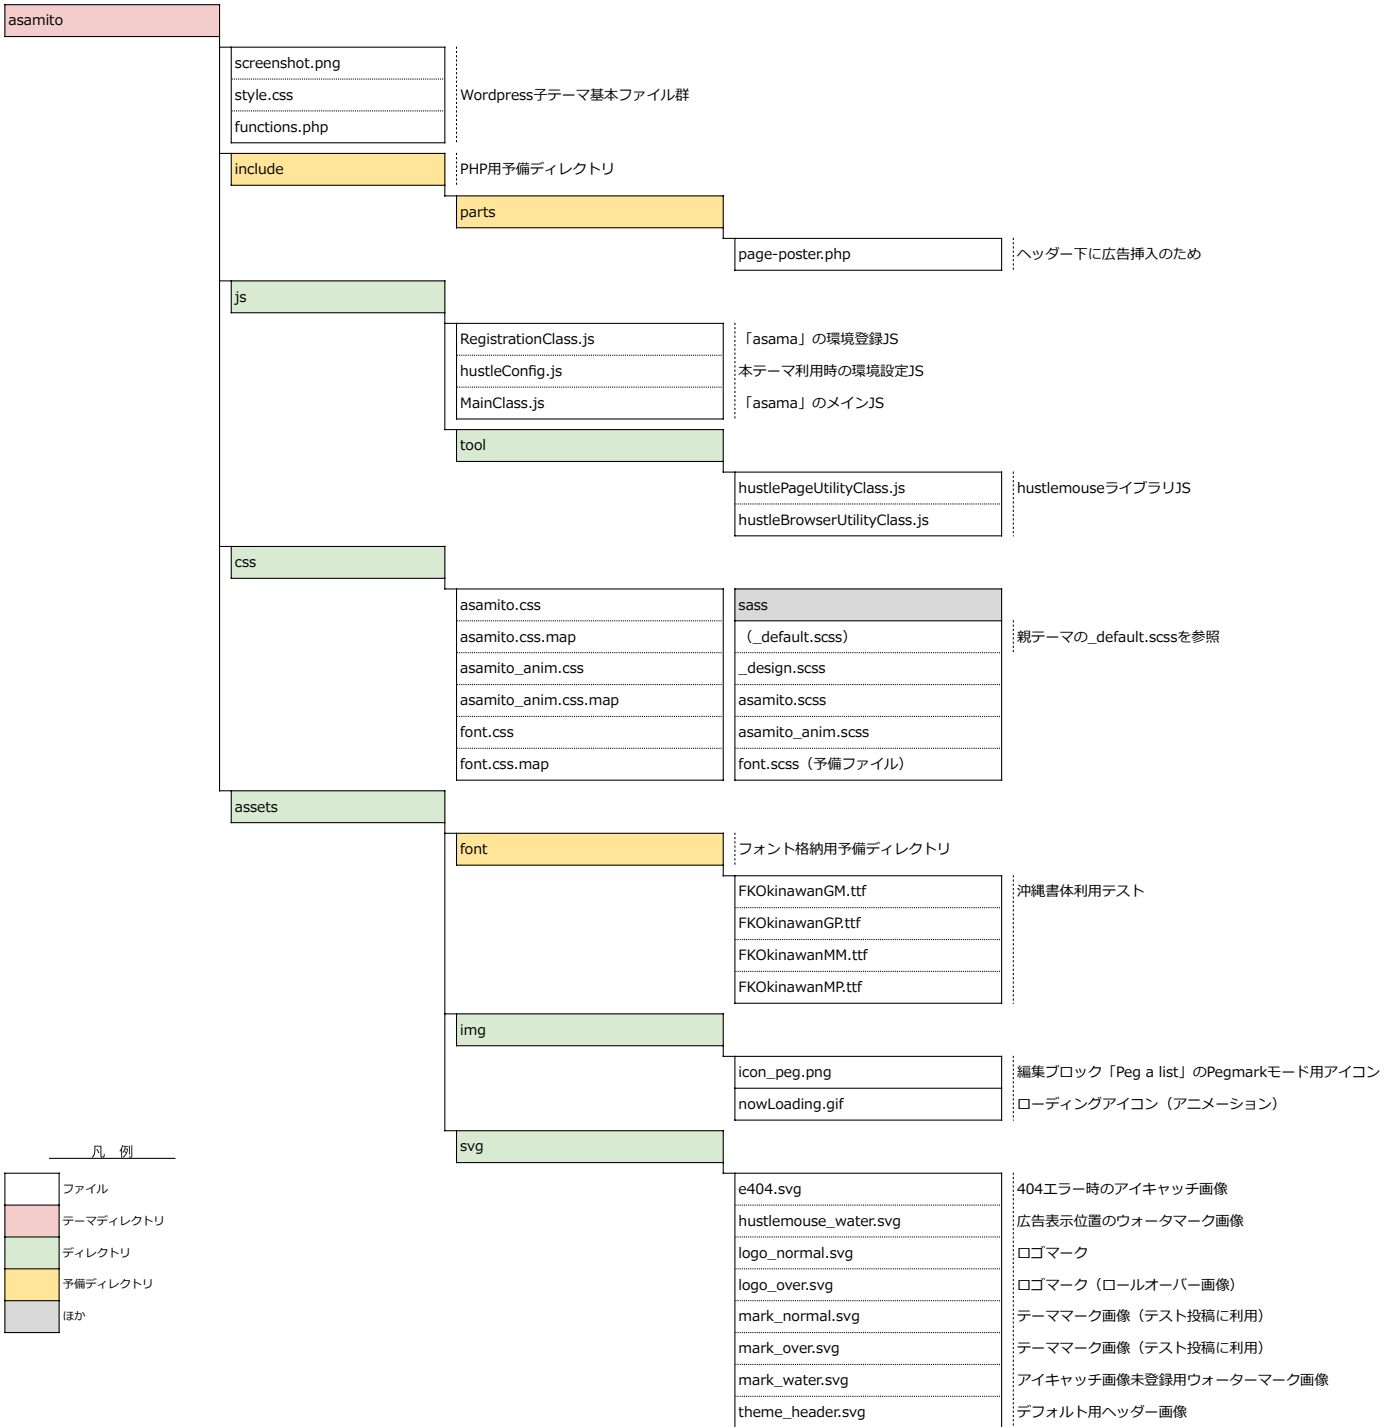 asamito
screenshot.png
style.css
Wordpress子テーマ基本ファイル群
functions.php
include
PHP用予備ディレクトリ
parts
page-poster.php
ヘッダー下に広告挿入のため
js
RegistrationClass.js
「asama」の環境登録JS
hustleConfig.js
本テーマ利用時の環境設定JS
MainClass.js
「asama」のメインJS
tool
hustlePageUtilityClass.js
hustlemouseライブラリJS
hustleBrowserUtilityClass.js
css
asamito.css
sass
asamito.css.map
（_default.scss）
親テーマの_default.scssを参照
asamito_anim.css
_design.scss
asamito_anim.css.map
asamito.scss
font.css
asamito_anim.scss
font.css.map
font.scss（予備ファイル）
assets
font
フォント格納用予備ディレクトリ
FKOkinawanGM.ttf
沖縄書体利用テスト
FKOkinawanGP.ttf
FKOkinawanMM.ttf
FKOkinawanMP.ttf
img
icon_peg.png
編集ブロック「Peg a list」のPegmarkモード用アイコン
nowLoading.gif
ローディングアイコン（アニメーション）
svg
e404.svg
404エラー時のアイキャッチ画像
hustlemouse_water.svg
広告表示位置のウォータマーク画像
logo_normal.svg
ロゴマーク
logo_over.svg
ロゴマーク（ロールオーバー画像）
mark_normal.svg
テーママーク画像（テスト投稿に利用）
mark_over.svg
テーママーク画像（テスト投稿に利用）
mark_water.svg
アイキャッチ画像未登録用ウォーターマーク画像
theme_header.svg
デフォルト用ヘッダー画像
凡　例
ファイル
テーマディレクトリ
ディレクトリ
予備ディレクトリ
ほか